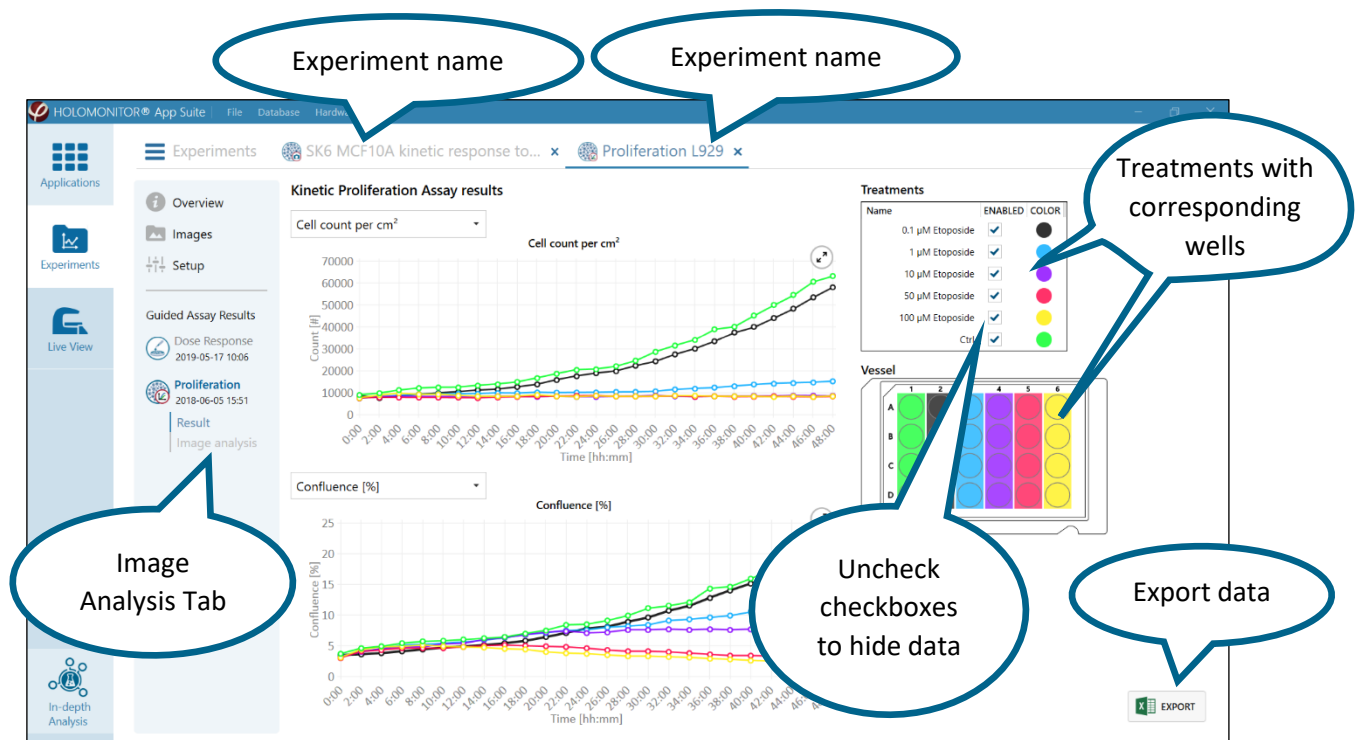 Experiment name
Experiment name
HOLOMONITOR® App Suite File Database
Experiments SK6 MCF10A kinetic response to... × Proliferation L929 ×
Applications
Experiments
Live View
In-depth
Analysis
Overview
Images
Setup
Guided Assay Results
Dose Response
2019-05-17 10:06
Proliferation
2018-06-05 15:51
Result
Image analysis
Image
Analysis Tab
Kinetic Proliferation Assay results
Cell count per cm²
Cell count per cm²
Count [#]
70000
60000
50000
40000
30000
20000
10000
0
0:00 2:00 4:00 6:00 8:00 10:00 12:00 14:00 16:00 18:00 20:00 22:00 24:00 26:00 28:00 30:00 32:00 34:00 36:00 38:00 40:00 42:00 44:00 46:00 48:00
Time [hh:mm]
Confluence [%]
Confluence [%]
Confluence [%]
25
20
15
10
5
0
0:00 2:00 4:00 6:00 8:00 10:00 12:00 14:00 16:00 18:00 20:00 22:00 24:00 26:00 28:00 30:00 32:00 34:00 36:00 38:00 40:00 42:00 44:00
Time [hh:mm]
Treatments
Name ENABLED COLOR
0.1 µM Etoposide
1 µM Etoposide
10 µM Etoposide
50 µM Etoposide
100 µM Etoposide
Ctrl
Treatments with
corresponding
wells
Vessel
1 2 4 5 6
A
B
C
D
Uncheck
checkboxes
to hide data
Export data
EXPORT